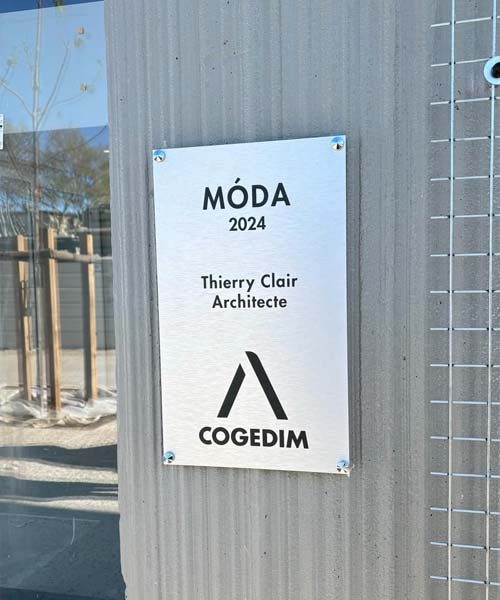 MÓDA
2024
Thierry Clair
Architecte
COGEDIM